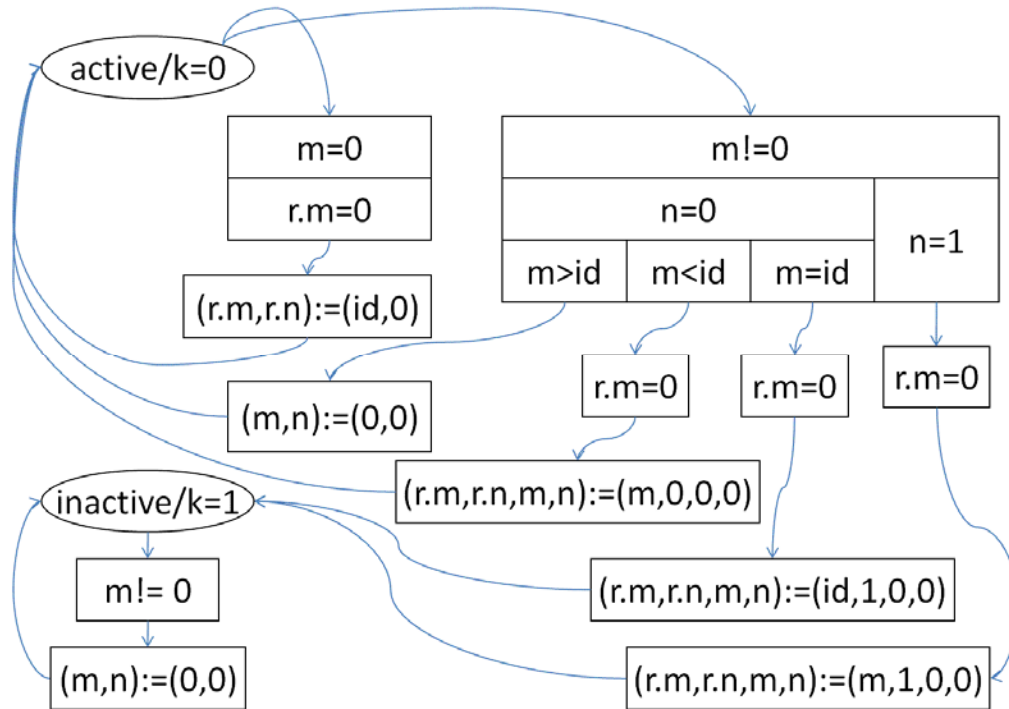 active/k=0
m=0
m!=0
r.m=0
n=0
n=1
m>id
m<id
m=id
(r.m,r.n):=(id,0)
r.m=0
r.m=0
r.m=0
(m,n):=(0,0)
(r.m,r.n,m,n):=(m,0,0,0)
inactive/k=1
m!= 0
(r.m,r.n,m,n):=(id,1,0,0)
(m,n):=(0,0)
(r.m,r.n,m,n):=(m,1,0,0)